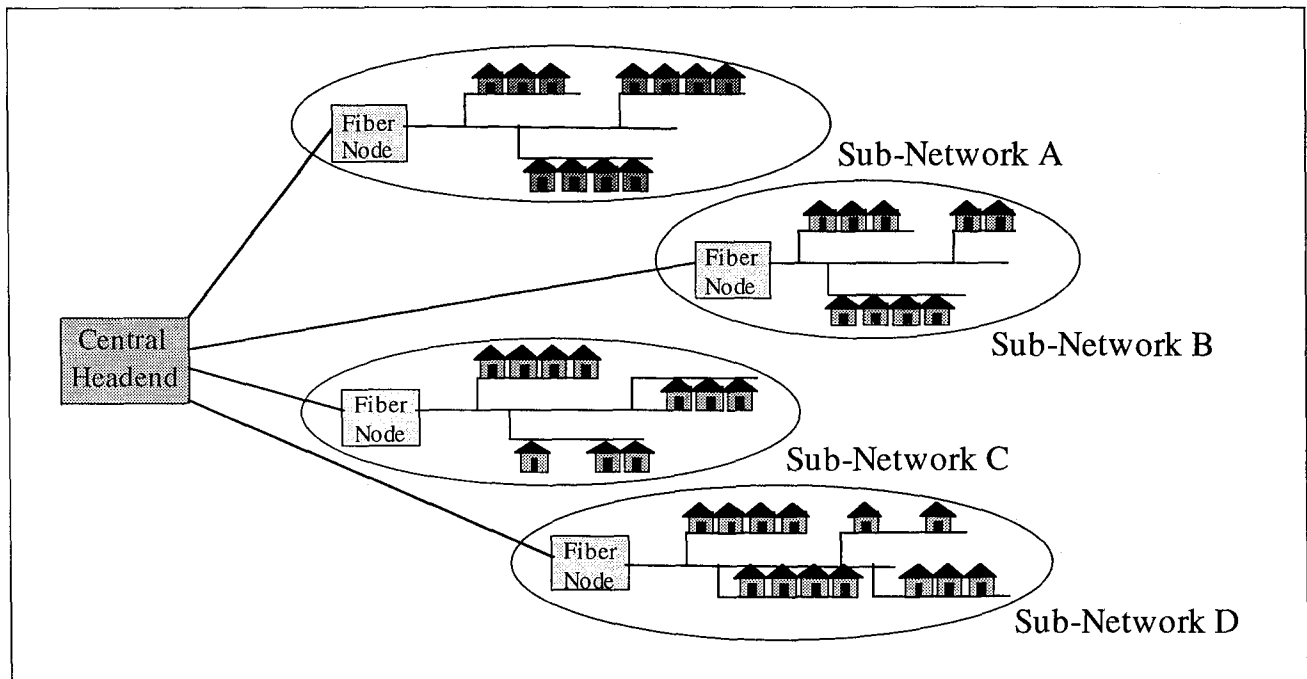 Fiber
Node
Sub-Network A
Fiber
Node
Sub-Network B
Central
Headend
Fiber
Node
Sub-Network C
Fiber
Node
Sub-Network D